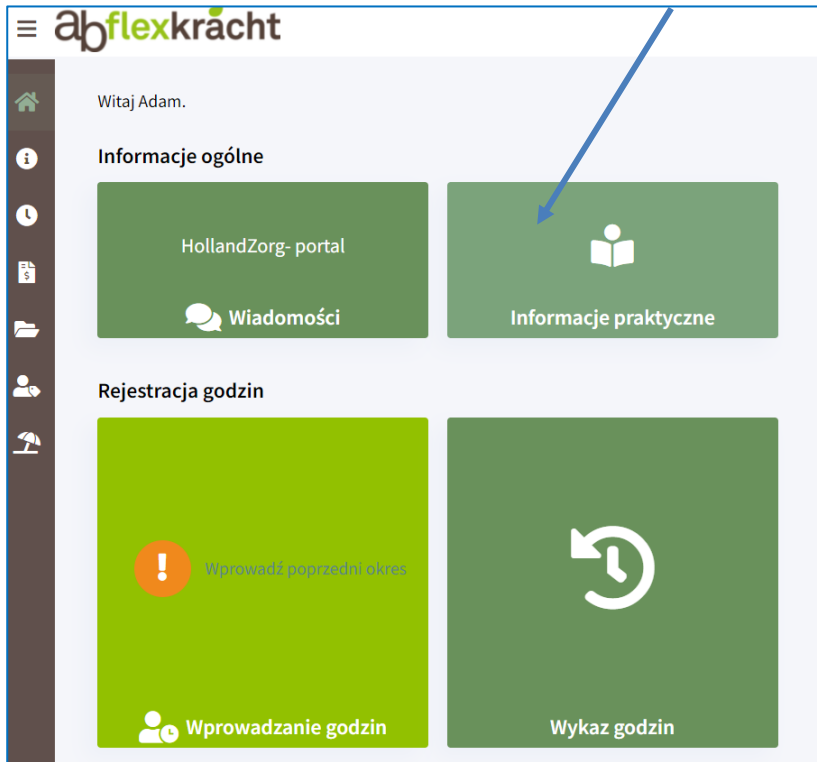 abflexkracht
Witaj Adam.
Informacje ogólne
HollandZorg- portal
Wiadomości
Informacje praktyczne
Rejestracja godzin
Wprowadź poprzedni okres
Wprowadzanie godzin
Wykaz godzin